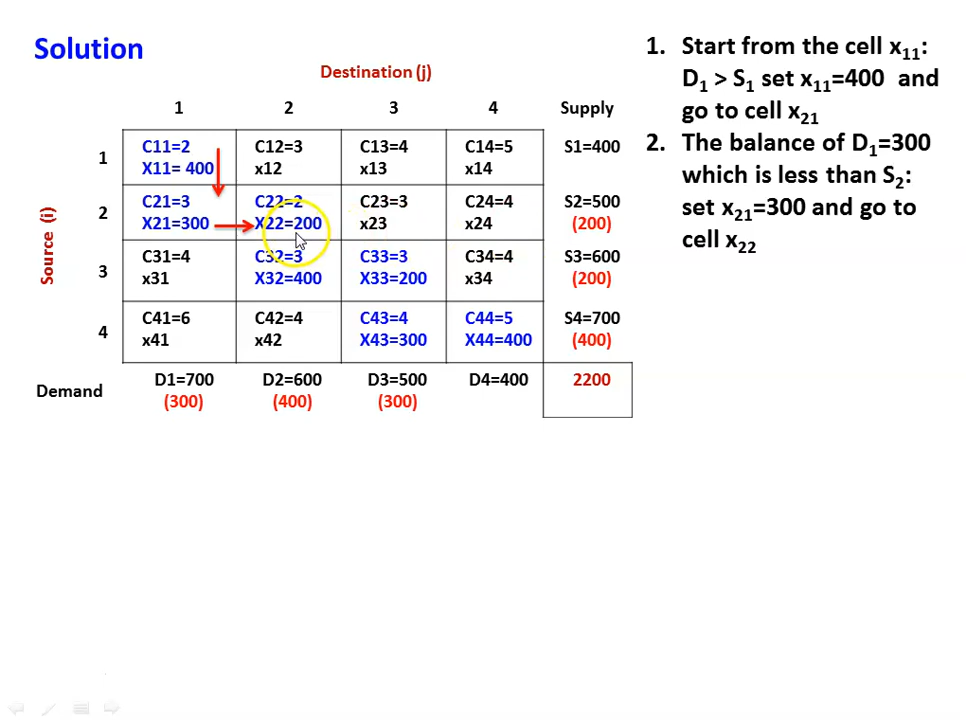 Solution
Destination (j)
1 2 3 4 Supply
Source (i)
1 C11=2 C12=3 C13=4 C14=5 S1=400
X11= 400 x12 x13 x14
2 C21=3 C22=2 C23=3 C24=4 S2=500
X21=300 X22=200 x23 x24 (200)
3 C31=4 C32=3 C33=3 C34=4 S3=600
x31 X32=400 X33=200 x34 (200)
4 C41=6 C42=4 C43=4 C44=5 S4=700
x41 x42 X43=300 X44=400 (400)
Demand D1=700 D2=600 D3=500 D4=400 2200
(300) (400) (300)
1. Start from the cell x₁₁:
D₁ > S₁ set x₁₁=400 and
go to cell x₂₁
2. The balance of D₁=300
which is less than S₂:
set x₂₁=300 and go to
cell x₂₂